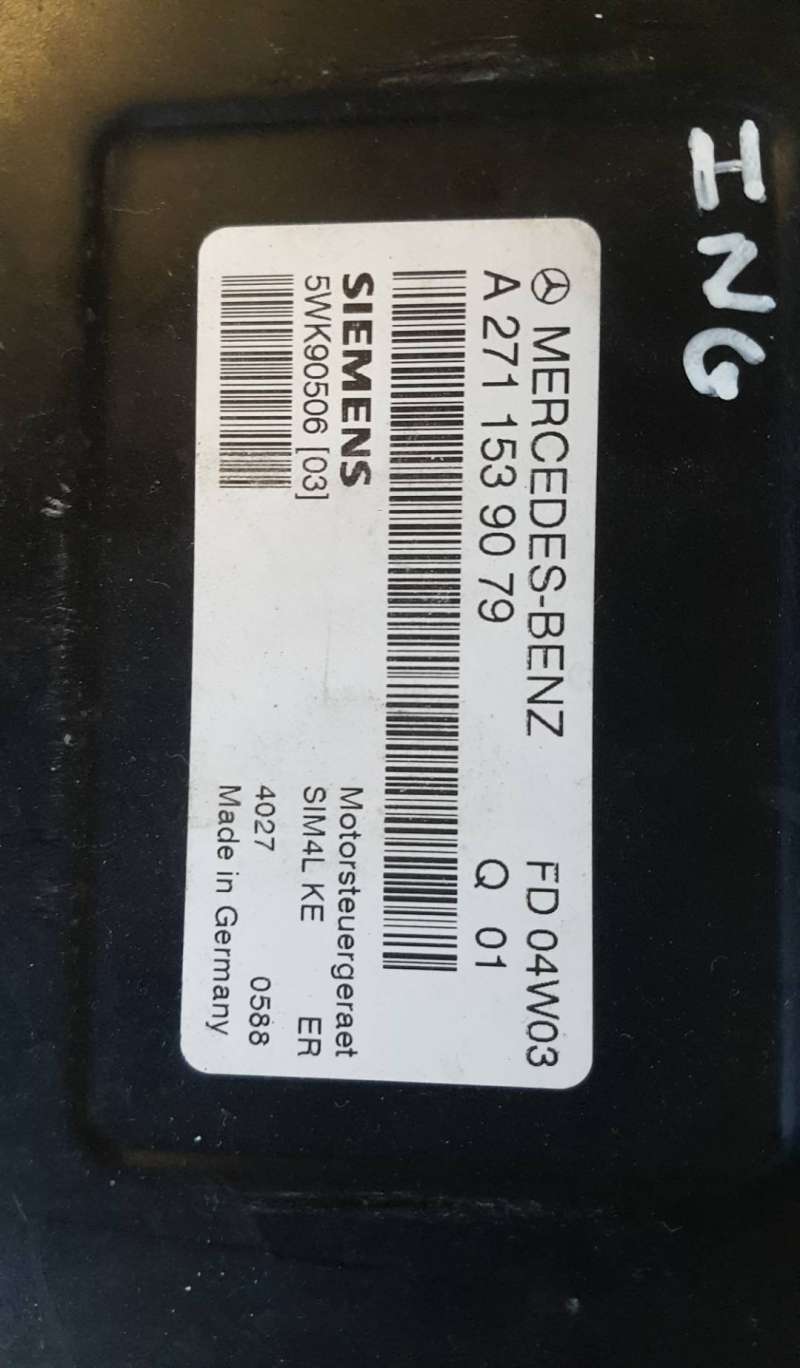 ING
MERCEDES-BENZ FD 04W03
A 271 153 90 79 Q 01
SIEMENS Motorsteuergeraet
5WK90506 [03] SIM4L KE ER
4027 0588
Made in Germany